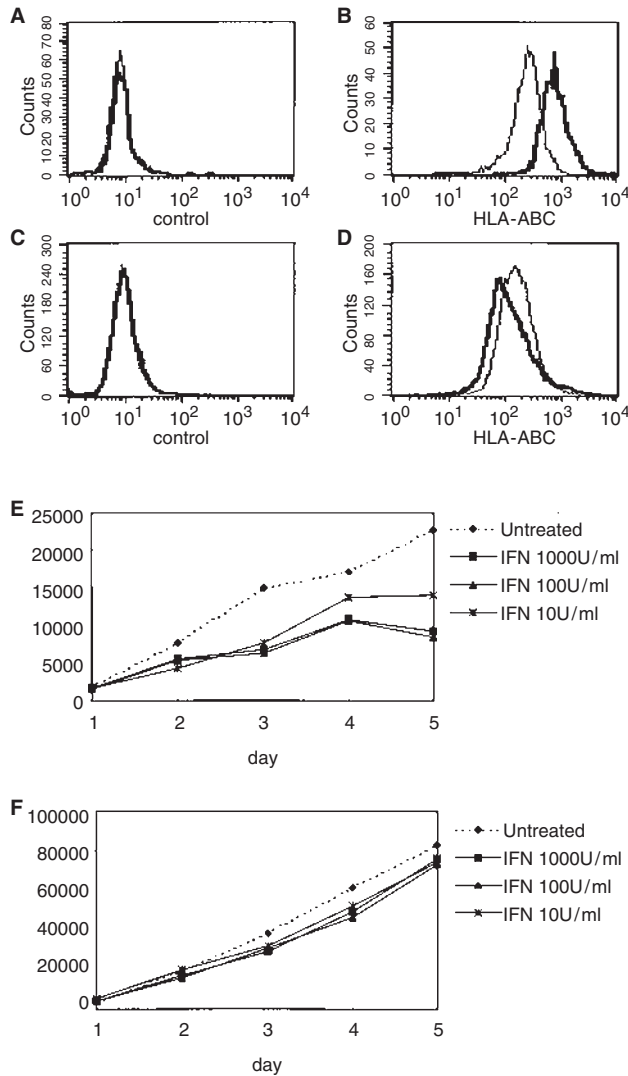 A
Counts
0 10 20 30 40 50 60 70 80
10^0 10^1 10^2 10^3 10^4
control
B
Counts
0 10 20 30 40 50 60
10^0 10^1 10^2 10^3 10^4
HLA-ABC
C
Counts
0 60 120 180 240 300
10^0 10^1 10^2 10^3 10^4
control
D
Counts
0 40 80 120 160 200
10^0 10^1 10^2 10^3 10^4
HLA-ABC
E
25000
20000
15000
10000
5000
0
1 2 3 4 5
day
Untreated
IFN 1000U/ml
IFN 100U/ml
IFN 10U/ml
F
100000
80000
60000
40000
20000
0
1 2 3 4 5
day
Untreated
IFN 1000U/ml
IFN 100U/ml
IFN 10U/ml